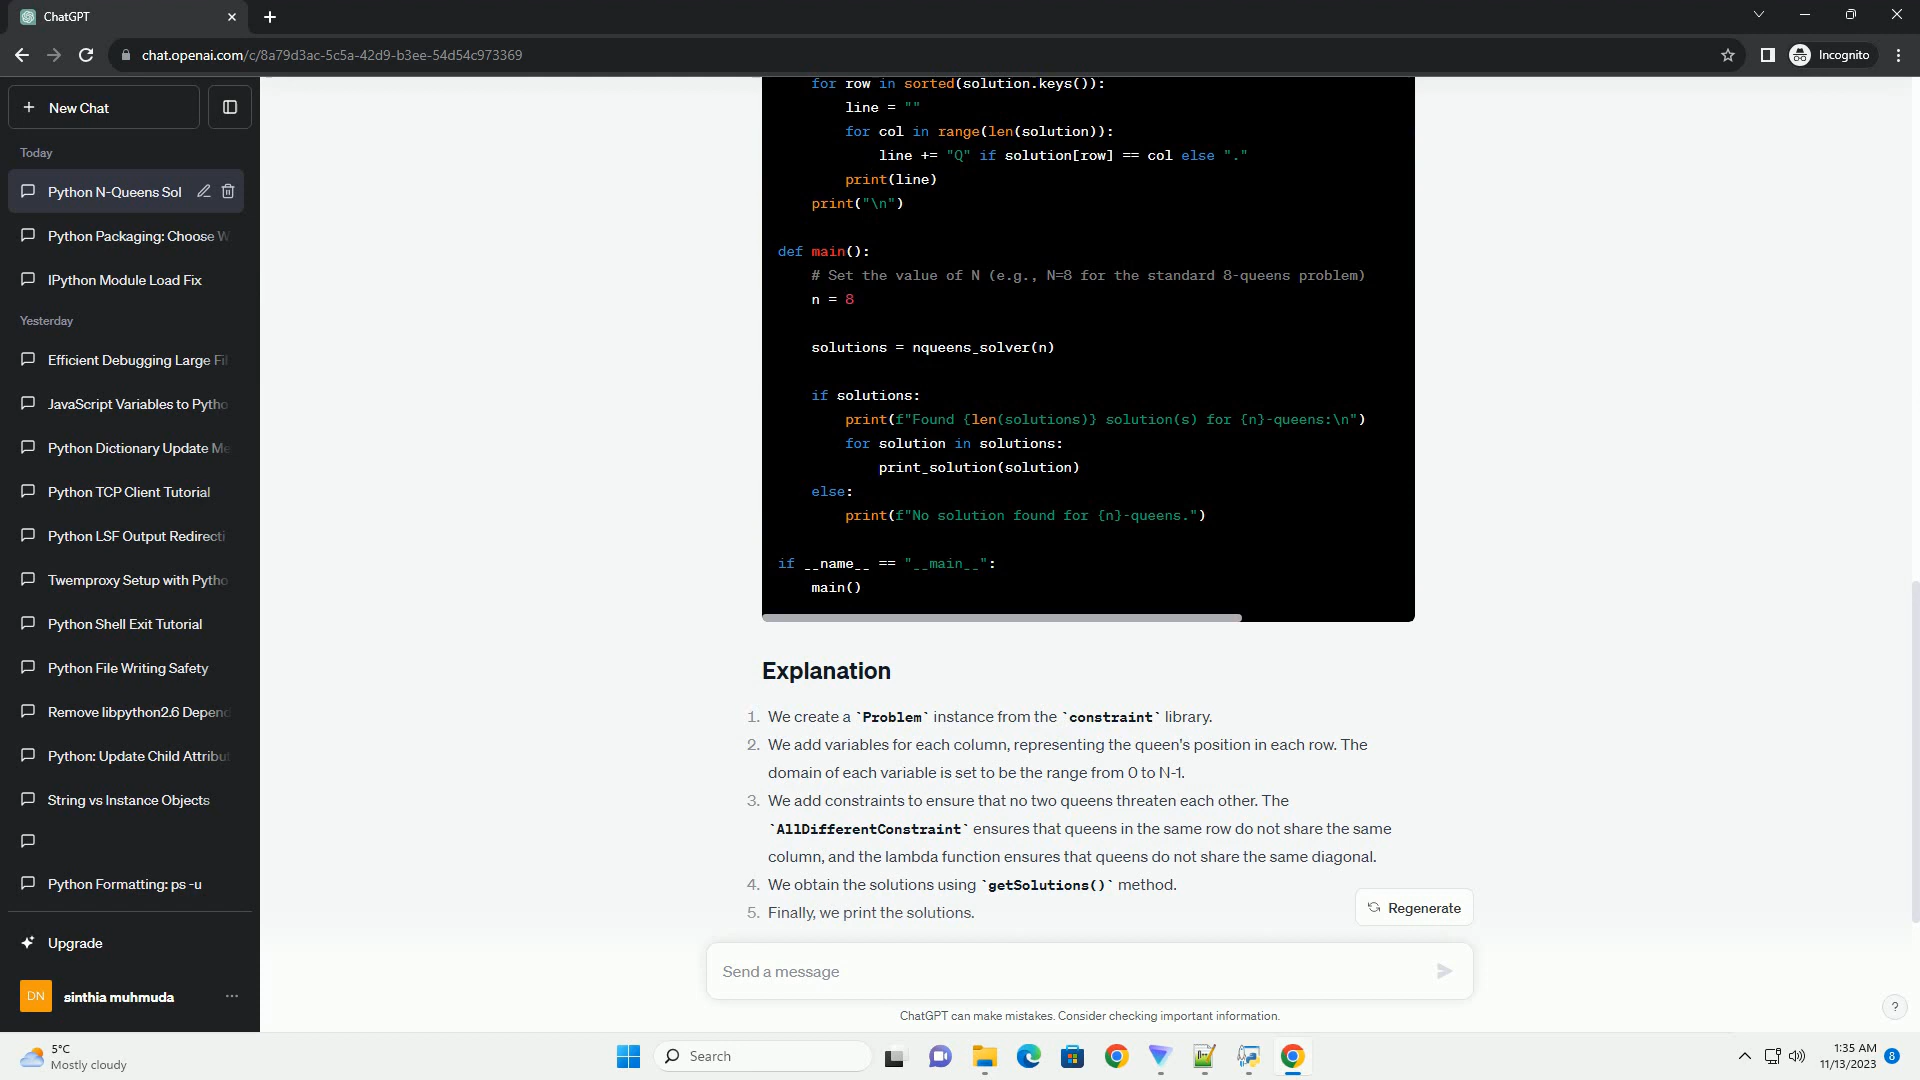 ChatGPT
chat.openai.com/c/8a79d3ac-5c5a-42d9-b3ee-54d54c973369
Incognito
New Chat
Today
Python N-Queens Sol
Python Packaging: Choose W
IPython Module Load Fix
Yesterday
Efficient Debugging Large Fil
JavaScript Variables to Pytho
Python Dictionary Update Me
Python TCP Client Tutorial
Python LSF Output Redirecti
Twemproxy Setup with Pytho
Python Shell Exit Tutorial
Python File Writing Safety
Remove libpython2.6 Depend
Python: Update Child Attribut
String vs Instance Objects
Python Formatting: ps -u
Upgrade
DN
sinthia muhmuda
for row in sorted(solution.keys()):
line = ""
for col in range(len(solution)):
line += "Q" if solution[row] == col else "."
print(line)
print("\n")
def main():
# Set the value of N (e.g., N=8 for the standard 8-queens problem)
n = 8
solutions = nqueens_solver(n)
if solutions:
print(f"Found {len(solutions)} solution(s) for {n}-queens:\n")
for solution in solutions:
print_solution(solution)
else:
print(f"No solution found for {n}-queens.")
if __name__ == "__main__":
main()
Explanation
1. We create a `Problem` instance from the `constraint` library.
2. We add variables for each column, representing the queen's position in each row. The
domain of each variable is set to be the range from 0 to N-1.
3. We add constraints to ensure that no two queens threaten each other. The
`AllDifferentConstraint` ensures that queens in the same row do not share the same
column, and the lambda function ensures that queens do not share the same diagonal.
4. We obtain the solutions using `getSolutions()` method.
5. Finally, we print the solutions.
Regenerate
Send a message
ChatGPT can make mistakes. Consider checking important information.
?
5°C
Mostly cloudy
Search
1:35 AM
11/13/2023
8